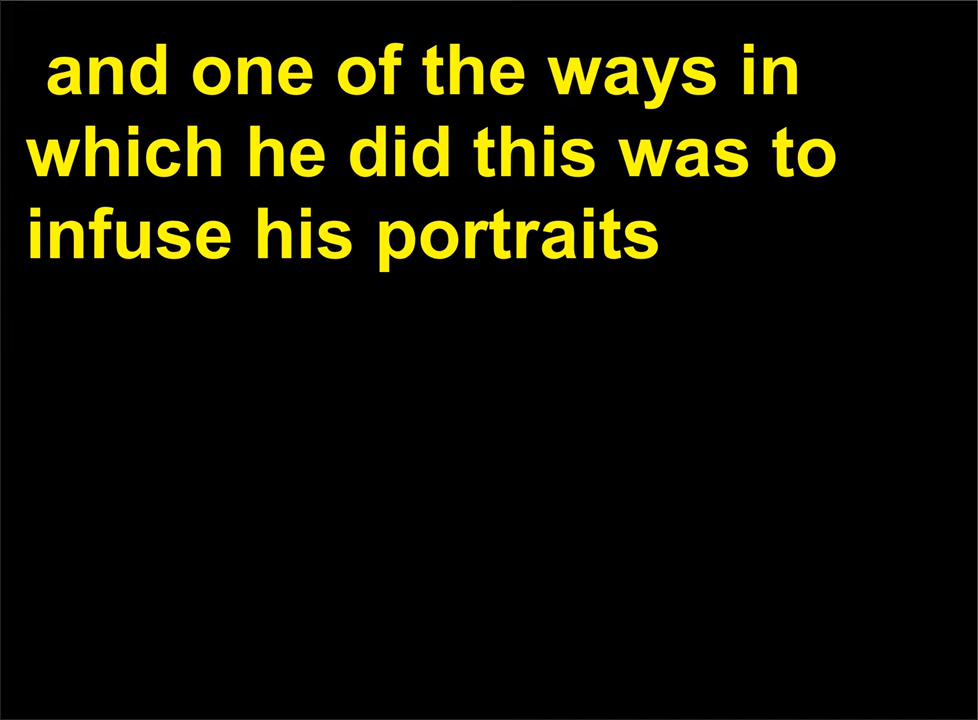 and one of the ways in
which he did this was to
infuse his portraits